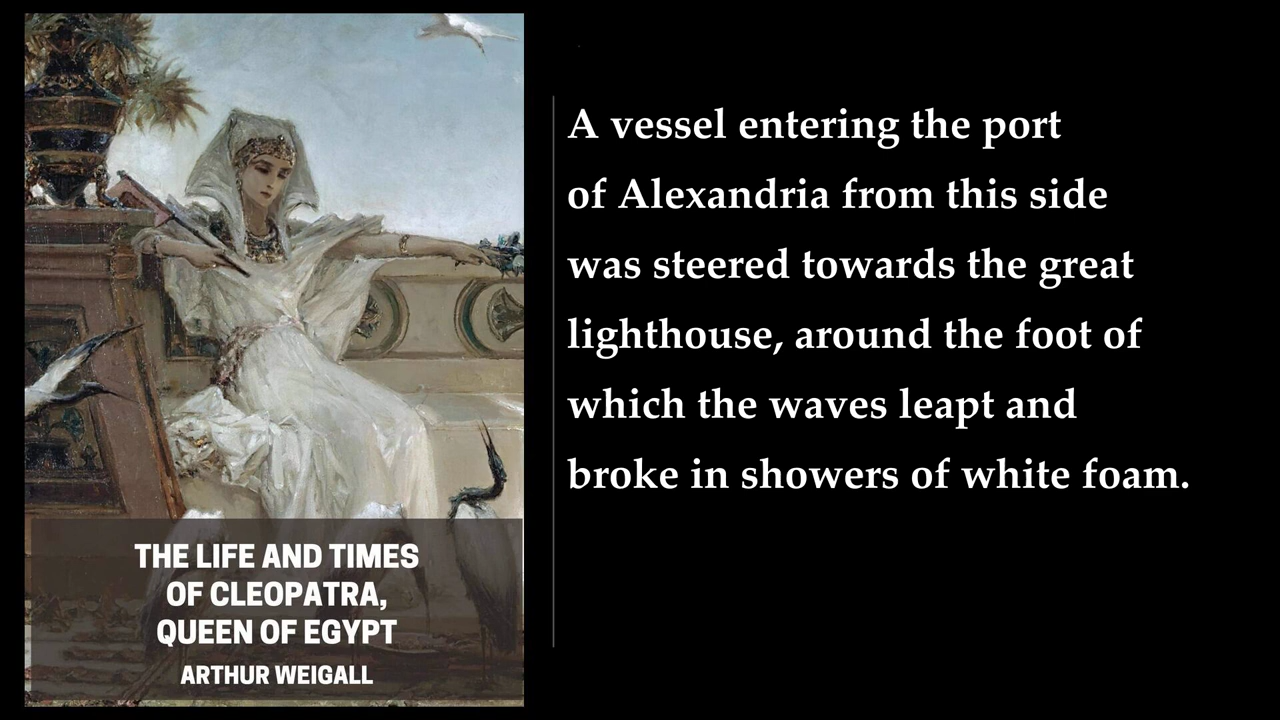 A vessel entering the port
of Alexandria from this side
was steered towards the great
lighthouse, around the foot of
which the waves leapt and
broke in showers of white foam.
THE LIFE AND TIMES
OF CLEOPATRA,
QUEEN OF EGYPT
ARTHUR WEIGALL